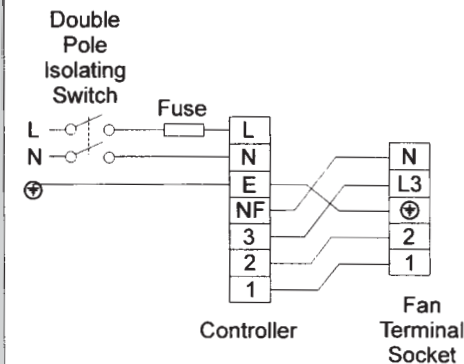 Double
Pole
Isolating
Switch
Fuse
L
N
L
N
E
NF
3
2
1
N
L3
2
1
Controller
Fan
Terminal
Socket